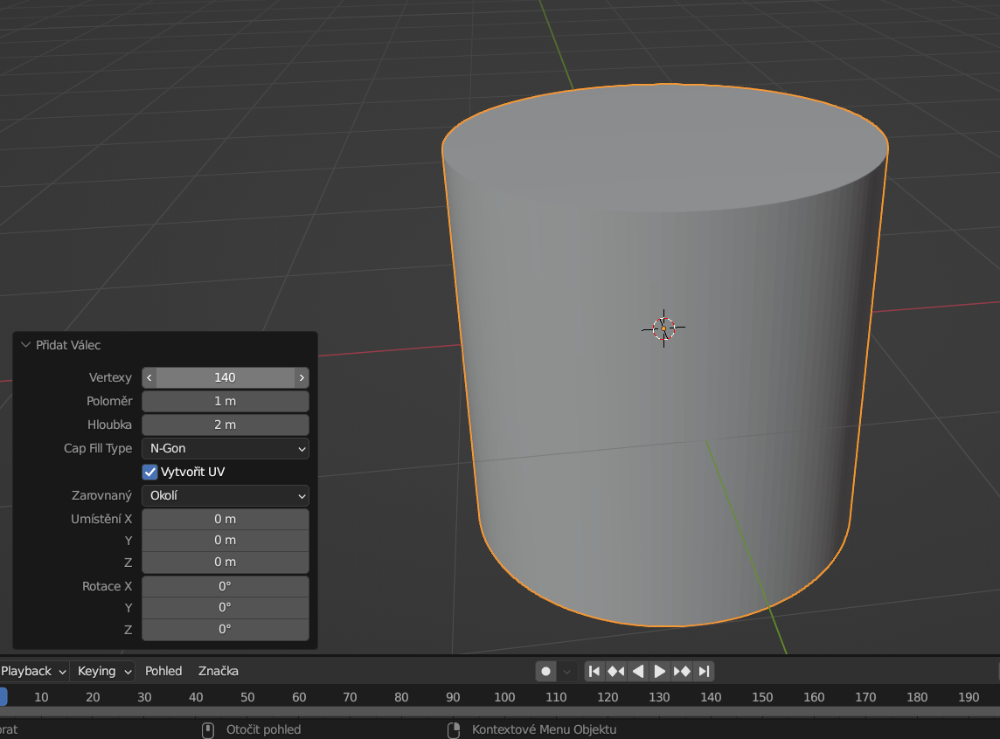 Přidat Válec
Vertexy 140
Poloměr 1 m
Hloubka 2 m
Cap Fill Type N-Gon
Vytvořit UV
Zarovnaný Okolí
Umístění X 0 m
Y 0 m
Z 0 m
Rotace X 0°
Y 0°
Z 0°
Playback Keying Pohled Značka
10 20 30 40 50 60 70 80 90 100 110 120 130 140 150 160 170 180 190
Otočit pohled Kontextové Menu Objektu